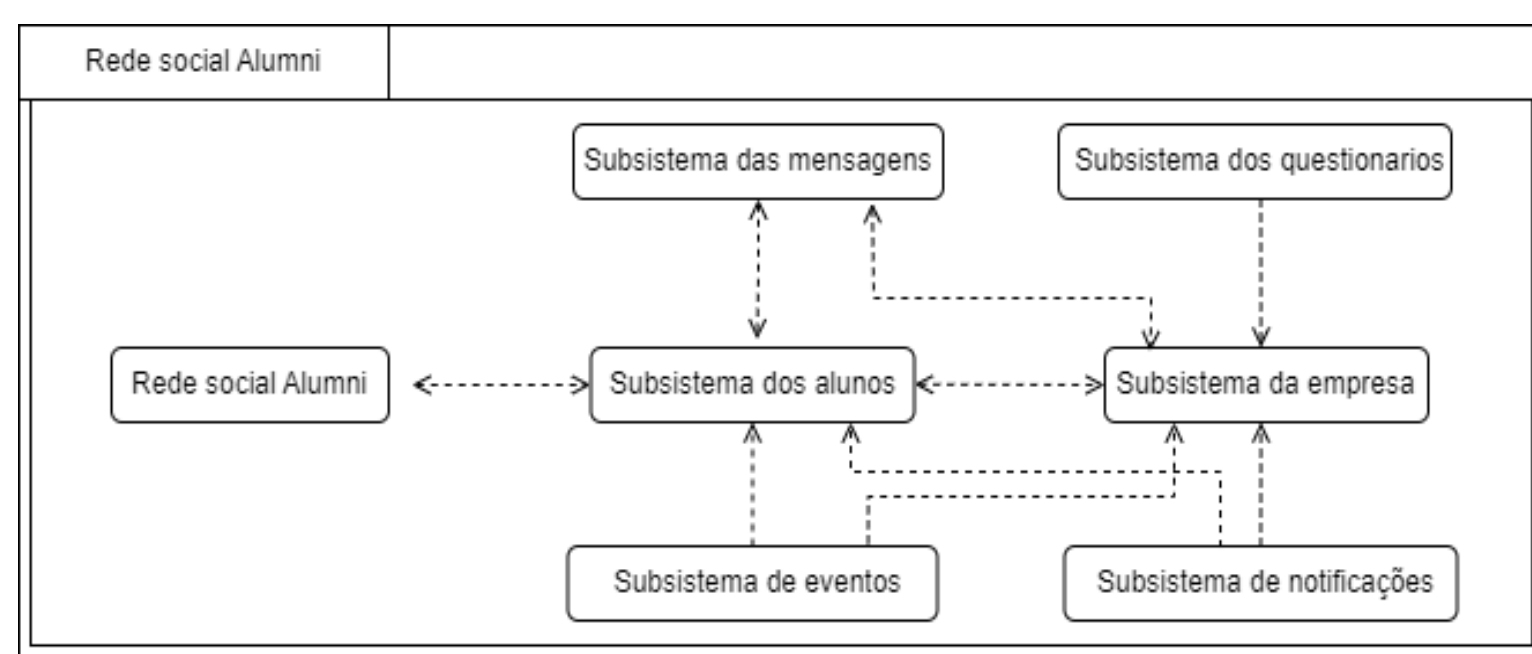 Rede social Alumni
Subsistema das mensagens
Subsistema dos questionarios
Rede social Alumni
Subsistema dos alunos
Subsistema da empresa
Subsistema de eventos
Subsistema de notificações